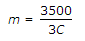 m = 3500/3C